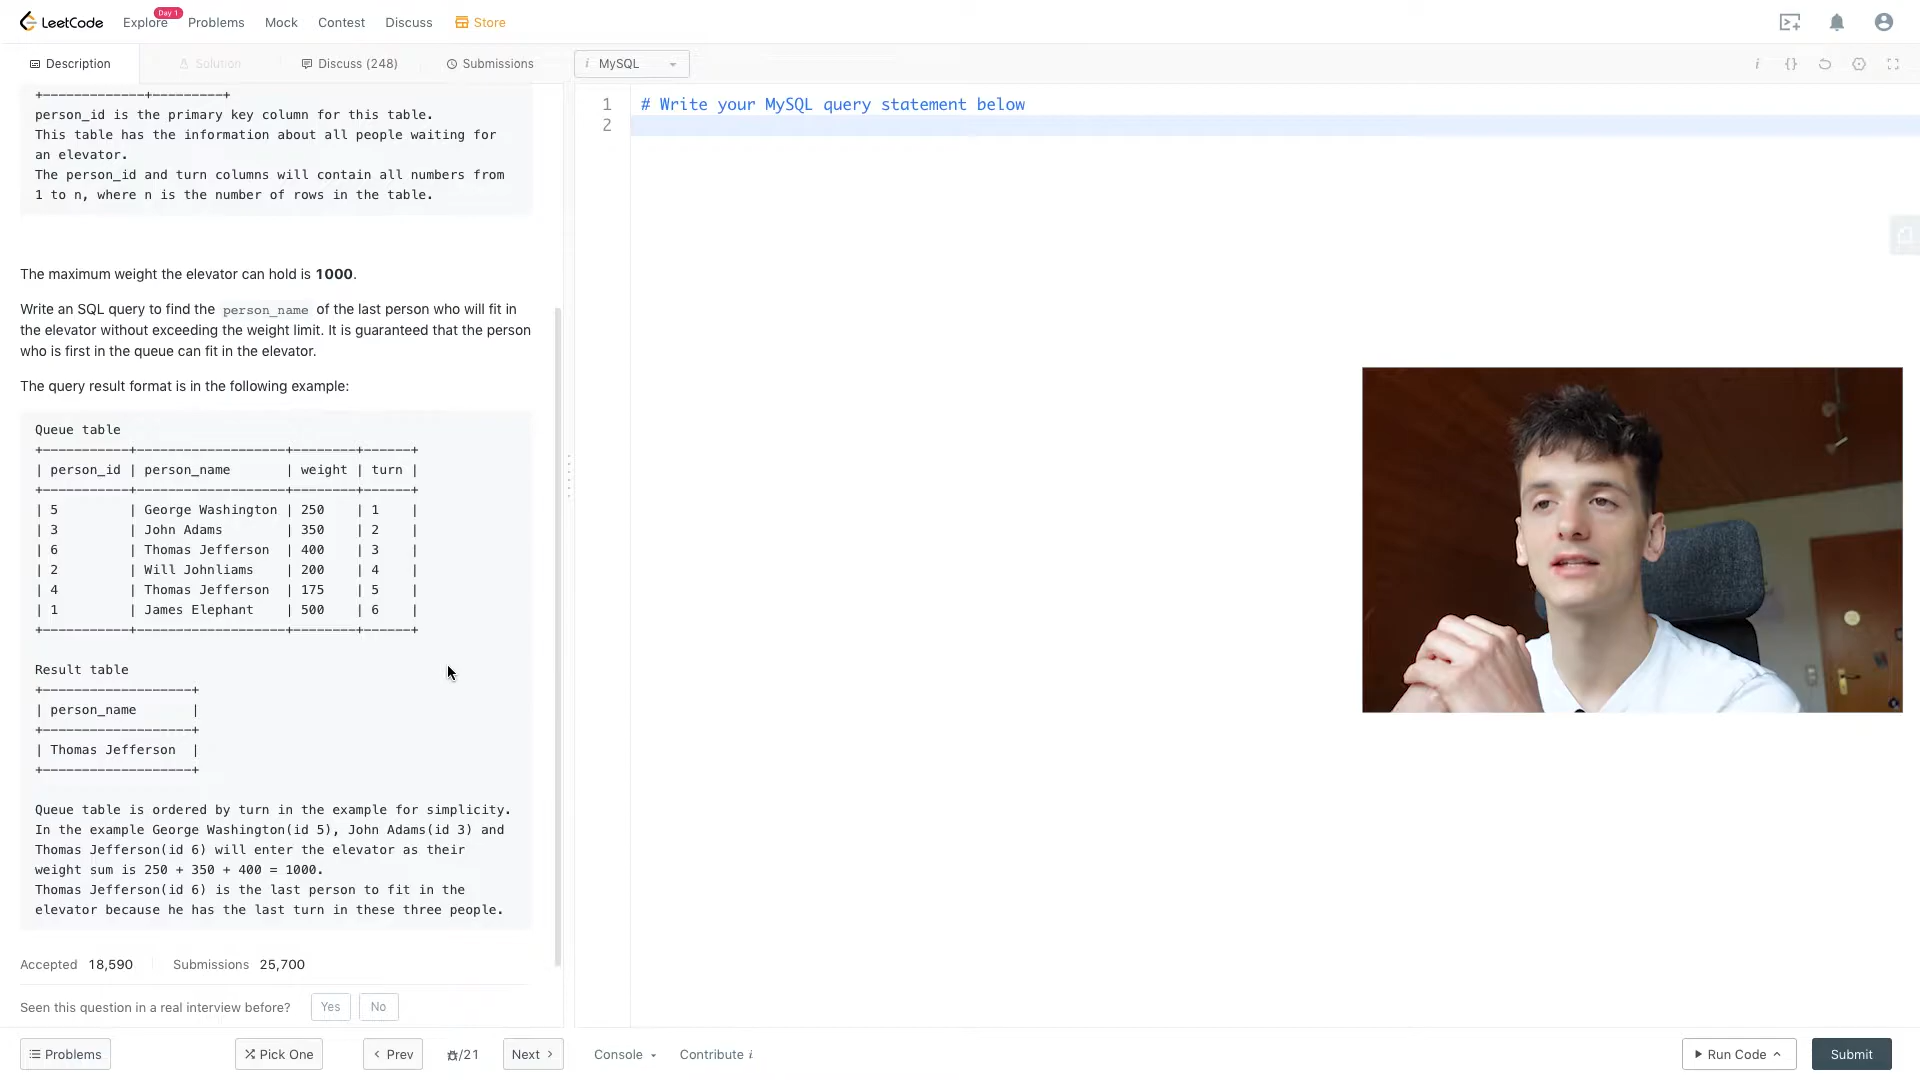 LeetCode
Explore
Day 1
Problems
Mock
Contest
Discuss
Store
Description
Solution
Discuss (248)
Submissions
i MySQL
i {}
+-------------+---------+
person_id is the primary key column for this table.
This table has the information about all people waiting for
an elevator.
The person_id and turn columns will contain all numbers from
1 to n, where n is the number of rows in the table.
The maximum weight the elevator can hold is 1000.
Write an SQL query to find the person_name of the last person who will fit in
the elevator without exceeding the weight limit. It is guaranteed that the person
who is first in the queue can fit in the elevator.
The query result format is in the following example:
Queue table
+-----------+-------------------+--------+------+
| person_id | person_name       | weight | turn |
+-----------+-------------------+--------+------+
| 5         | George Washington | 250    | 1    |
| 3         | John Adams        | 350    | 2    |
| 6         | Thomas Jefferson  | 400    | 3    |
| 2         | Will Johnliams    | 200    | 4    |
| 4         | Thomas Jefferson  | 175    | 5    |
| 1         | James Elephant    | 500    | 6    |
+-----------+-------------------+--------+------+
Result table
+-------------------+
| person_name       |
+-------------------+
| Thomas Jefferson  |
+-------------------+
Queue table is ordered by turn in the example for simplicity.
In the example George Washington(id 5), John Adams(id 3) and
Thomas Jefferson(id 6) will enter the elevator as their
weight sum is 250 + 350 + 400 = 1000.
Thomas Jefferson(id 6) is the last person to fit in the
elevator because he has the last turn in these three people.
Accepted 18,590
Submissions 25,700
Seen this question in a real interview before?
Yes
No
1 # Write your MySQL query statement below
2
Problems
Pick One
< Prev
/21
Next >
Console
Contribute i
Run Code
Submit